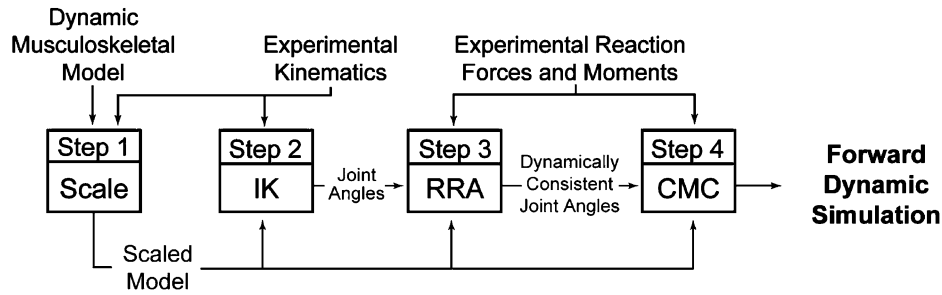 Dynamic
Musculoskeletal
Model
Experimental
Kinematics
Experimental Reaction
Forces and Moments
Step 1
Scale
Step 2
IK
Joint
Angles
Step 3
RRA
Dynamically
Consistent
Joint Angles
Step 4
CMC
Forward
Dynamic
Simulation
Scaled
Model